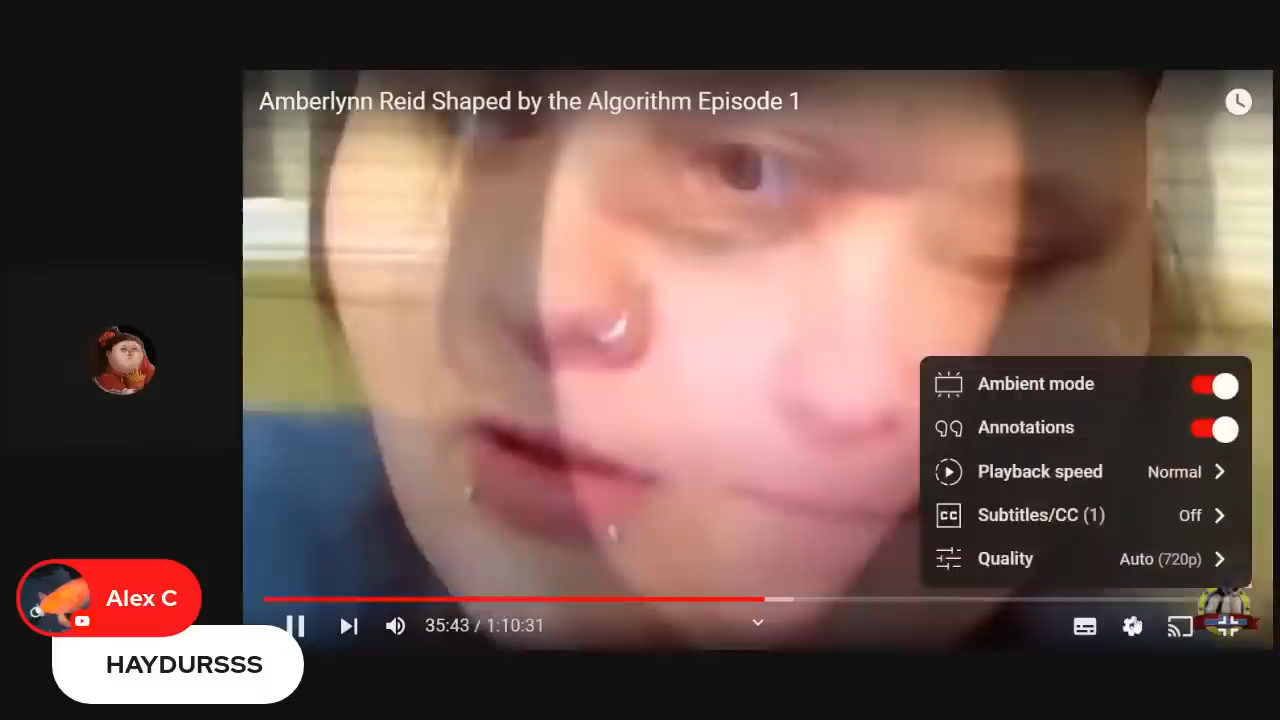 Amberlynn Reid Shaped by the Algorithm Episode 1
Ambient mode
Annotations
Playback speed Normal
CC Subtitles/CC (1) Off
Quality Auto (720p)
35:43 / 1:10:31
Alex C
HAYDURSSS